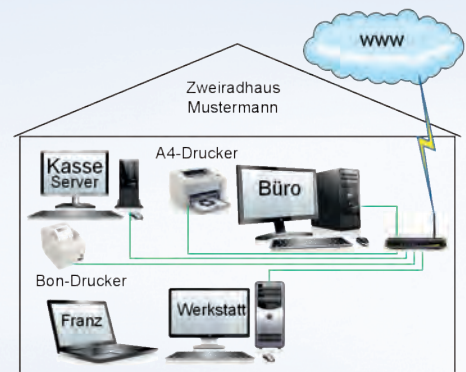 www
Zweiradhaus
Mustermann
A4-Drucker
Kasse
Server
Büro
Bon-Drucker
Franz
Werkstatt